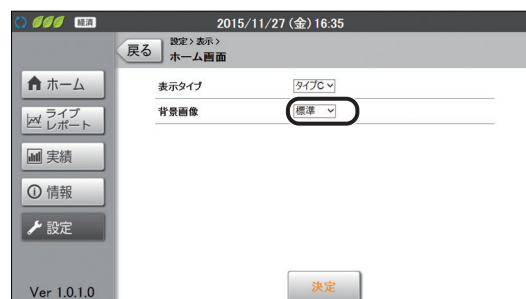 経済
2015/11/27 (金) 16:35
戻る
設定 > 表示 >
ホーム画面
ホーム
ライブ
レポート
実績
情報
設定
表示タイプ
タイプC
背景画像
標準
決定
Ver 1.0.1.0